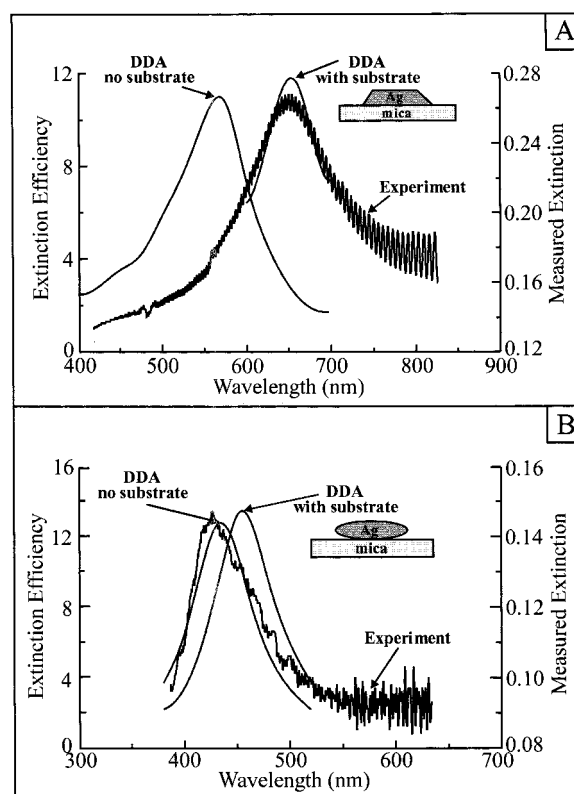 A
DDA
no substrate
DDA
with substrate
Ag
mica
Experiment
Extinction Efficiency
12
8
4
0
Measured Extinction
0.28
0.24
0.20
0.16
0.12
400 500 600 700 800 900
Wavelength (nm)
B
DDA
no substrate
DDA
with substrate
Ag
mica
Experiment
Extinction Efficiency
16
12
8
4
0
Measured Extinction
0.16
0.14
0.12
0.10
0.08
300 400 500 600 700
Wavelength (nm)